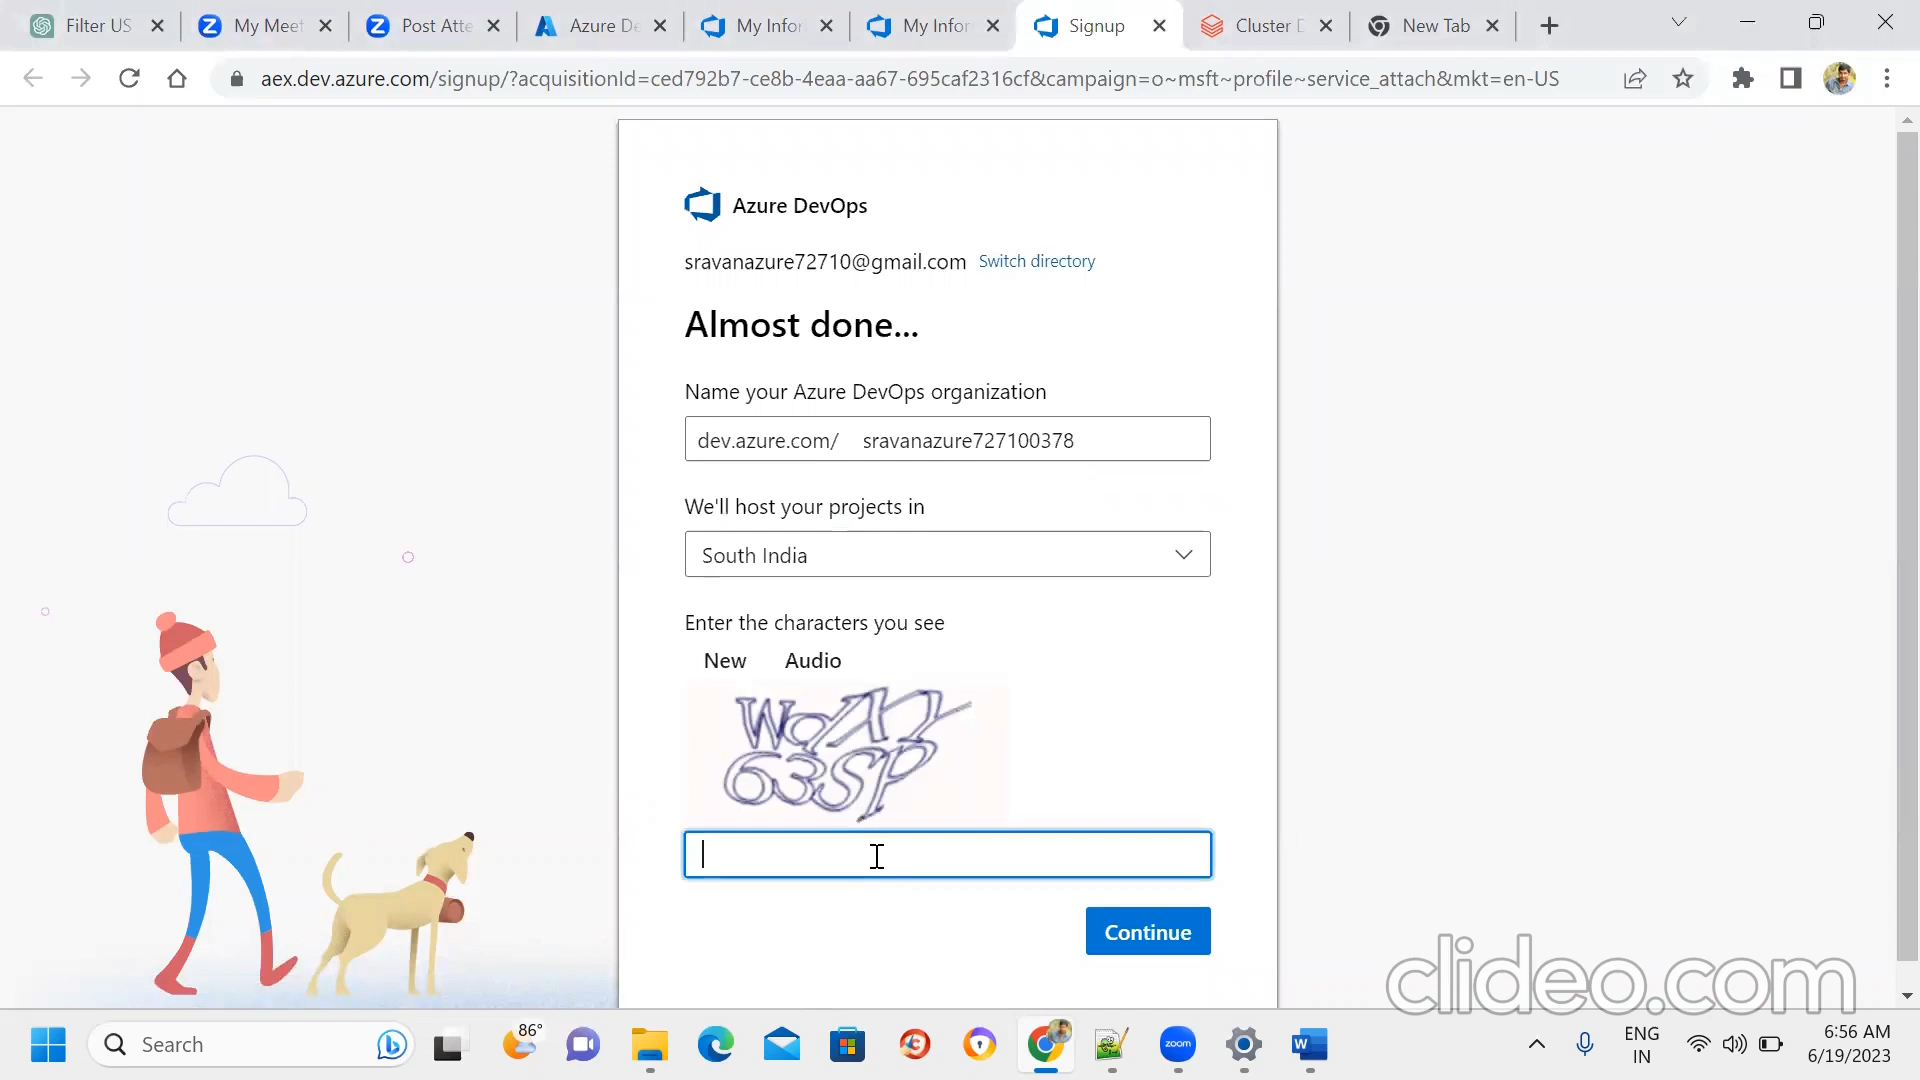 Filter US
My Meet
Post Atte
Azure De
My Infor
My Infor
Signup
Cluster D
New Tab
aex.dev.azure.com/signup/?acquisitionId=ced792b7-ce8b-4eaa-aa67-695caf2316cf&campaign=o~msft~profile~service_attach&mkt=en-US
Azure DevOps
sravanazure72710@gmail.com Switch directory
Almost done...
Name your Azure DevOps organization
dev.azure.com/ sravanazure727100378
We'll host your projects in
South India
Enter the characters you see
New Audio
Continue
clideo.com
Search
86°
zoom
ENG
IN
6:56 AM
6/19/2023